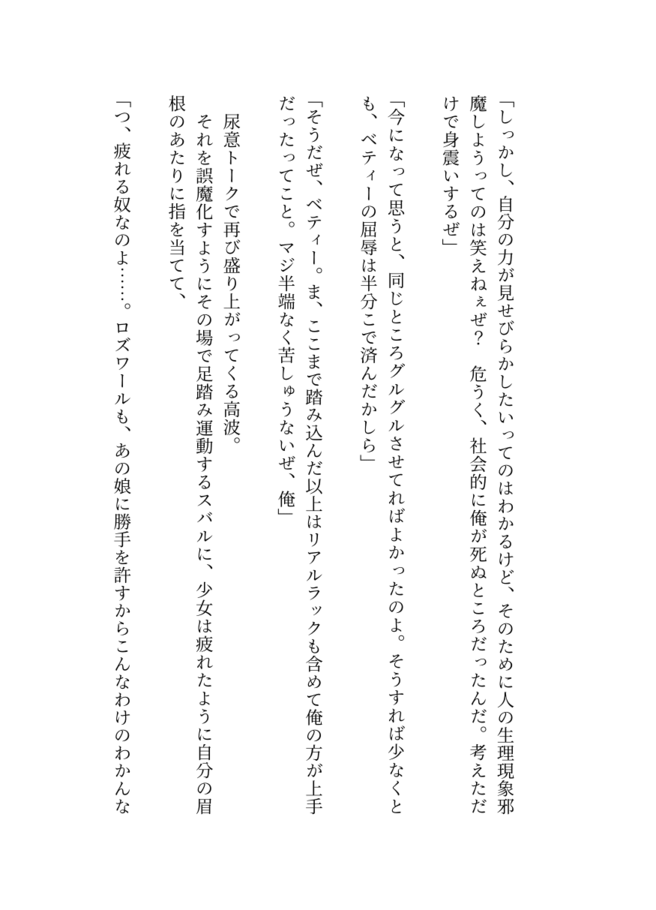 「しっかし、自分の力が見せびらかしたいってのはわかるけど、そのために人の生理現象邪
魔しようってのは笑えねぇぜ？　危うく、社会的に俺が死ぬところだったんだ。考えただ
けで身震いするぜ」
「今になって思うと、同じところグルグルさせてればよかったのよ。そうすれば少なくと
も、ベティーの屈辱は半分こで済んだかしら」
「そうだぜ、ベティー。ま、ここまで踏み込んだ以上はリアルラックも含めて俺の方が上手
だったってこと。マジ半端なく苦しゅうないぜ、俺」
　尿意トークで再び盛り上がってくる高波。
　それを誤魔化すようにその場で足踏み運動するスバルに、少女は疲れたように自分の眉
根のあたりに指を当てて、
「つ、疲れる奴なのよ……。ロズワールも、あの娘に勝手を許すからこんなわけのわかんな